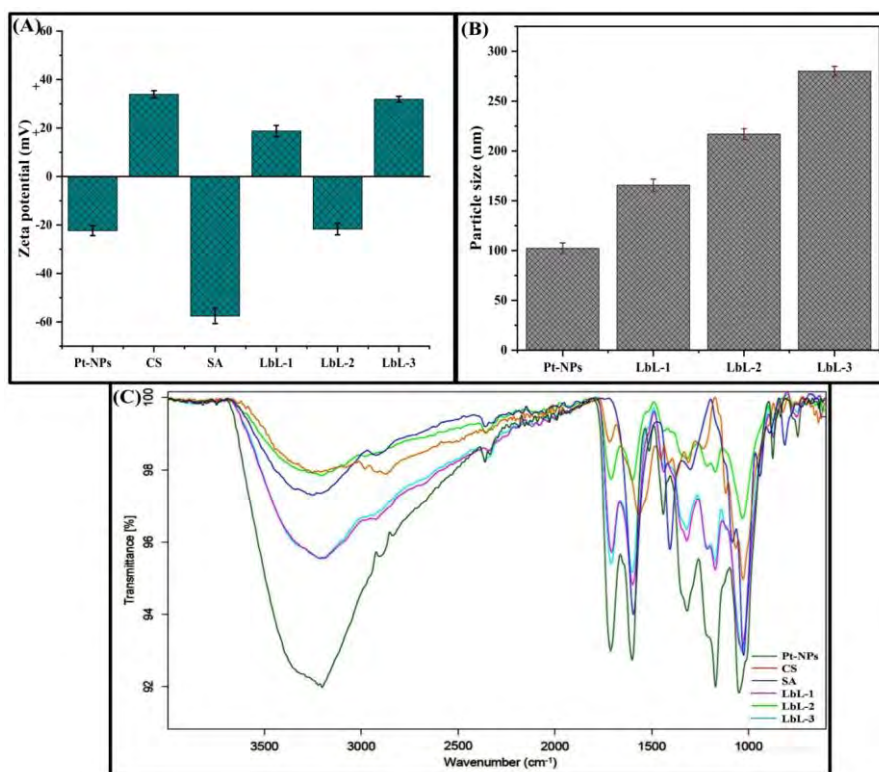 (A)
60
+
40
+
20
0
-20
-40
-60
Zeta potential (mV)
Pt-NPs CS SA LbL-1 LbL-2 LbL-3
(B)
300
250
200
150
100
50
0
Particle size (nm)
Pt-NPs LbL-1 LbL-2 LbL-3
(C)
100
98
96
94
92
Transmittance [%]
Pt-NPs
CS
SA
LbL-1
LbL-2
LbL-3
3500 3000 2500 2000 1500 1000
Wavenumber (cm-1)